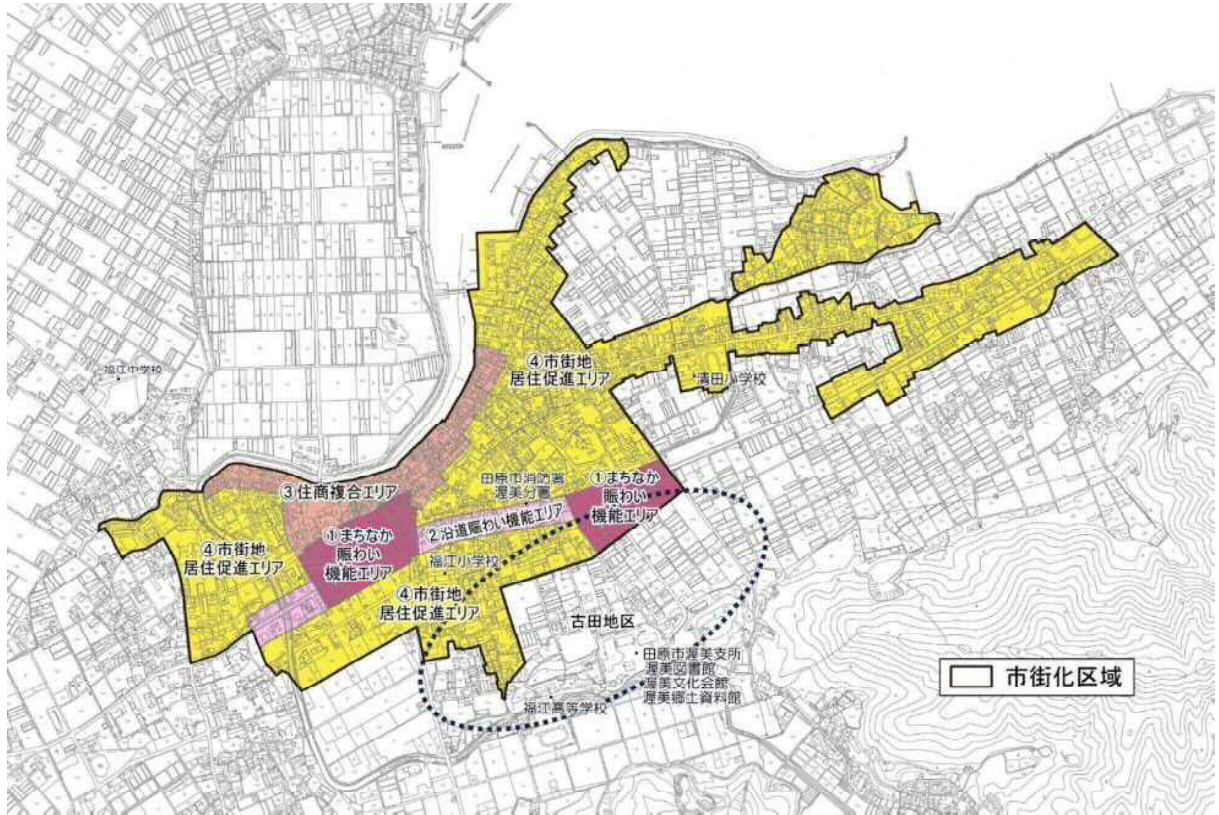 福江中学校
④市街地
居住促進エリア
清田小学校
③住商複合エリア
田原市消防署
渥美分署
①まちなか
賑わい
機能エリア
②沿道賑わい機能エリア
①まちなか
賑わい
機能エリア
④市街地
居住促進エリア
福江小学校
④市街地
居住促進エリア
古田地区
田原市渥美支所
渥美図書館
渥美文化会館
渥美郷土資料館
福江高等学校
市街化区域